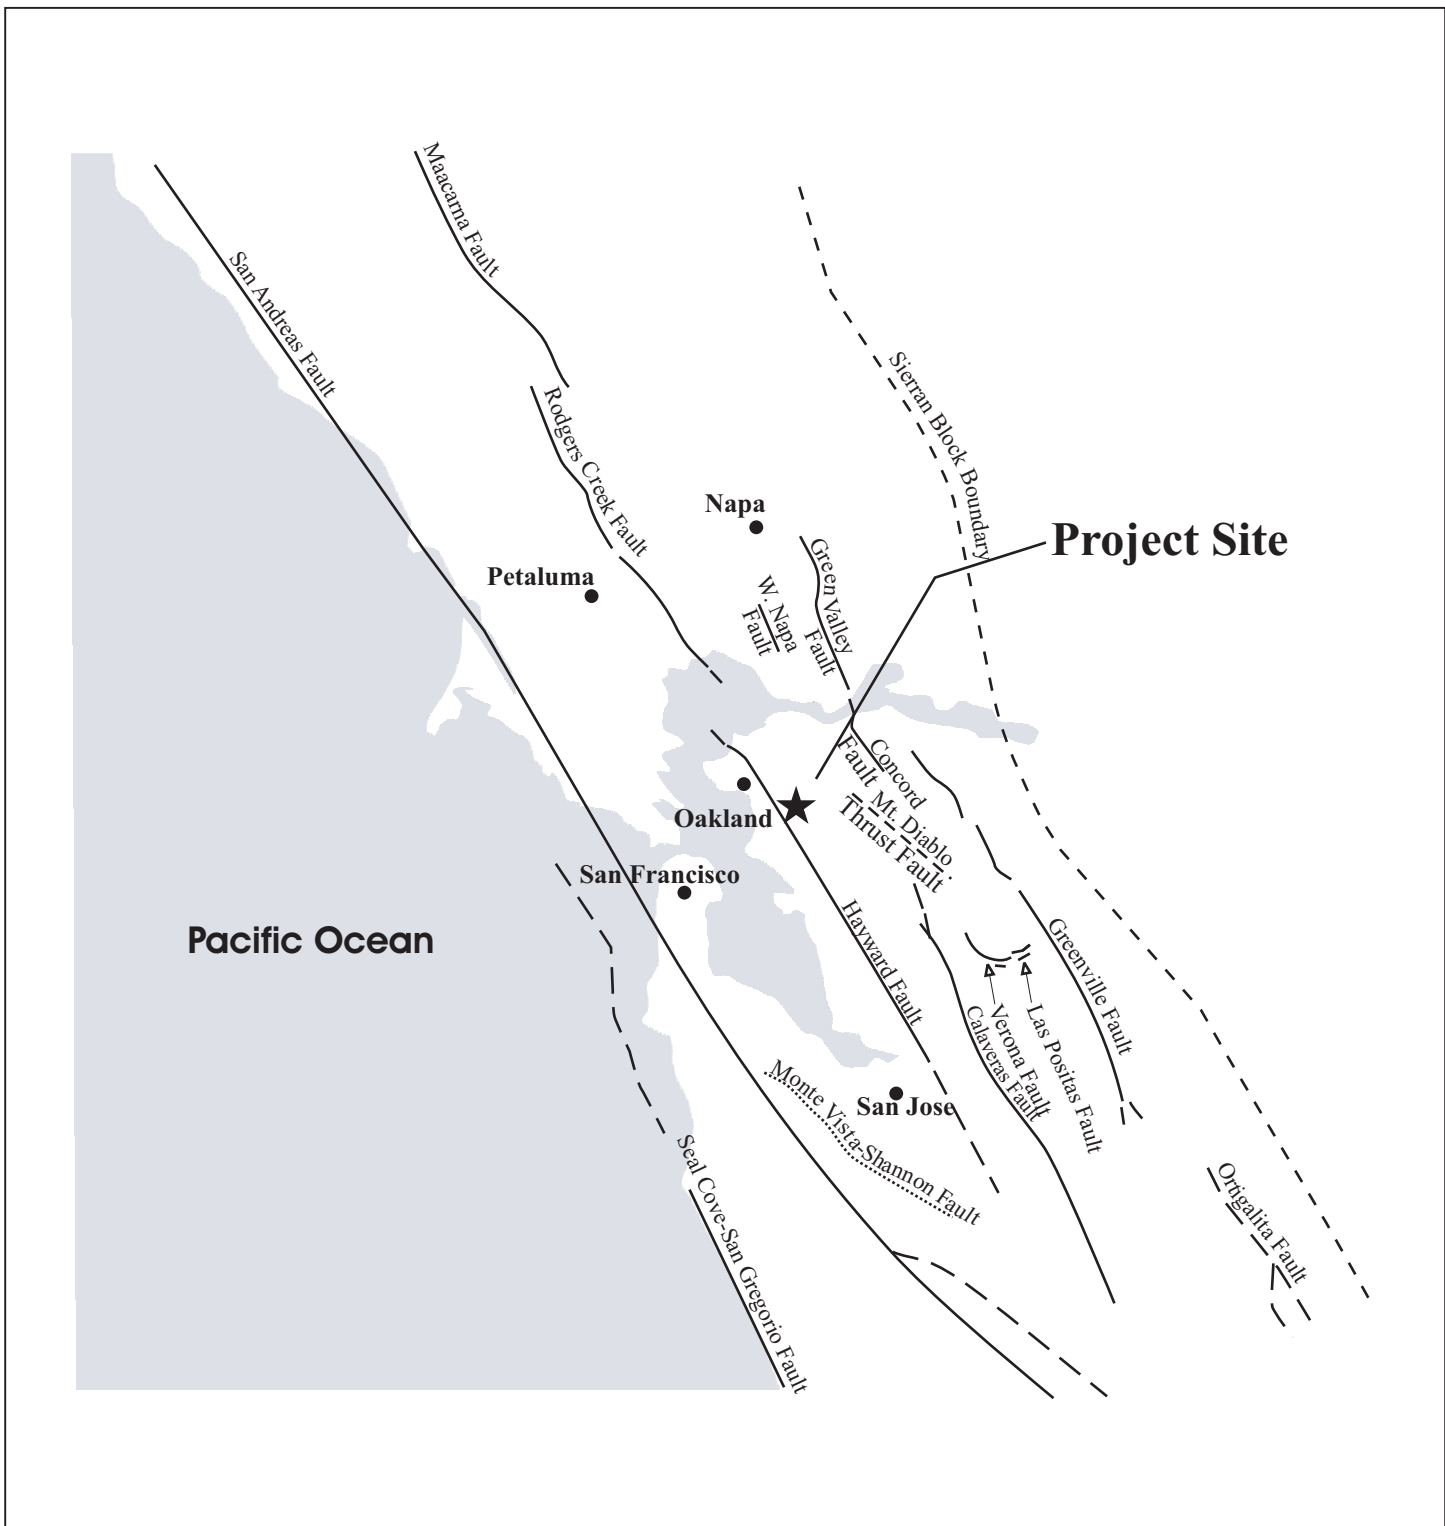 Maacarna Fault
San Andreas Fault
Sierran Block Boundary
Rodgers Creek Fault
Napa
Project Site
Green Valley
Fault
Petaluma
W. Napa
Fault
Concord
Fault
Mt. Diablo
Thrust Fault
Oakland
San Francisco
Pacific Ocean
Hayward Fault
Greenville Fault
Las Positas Fault
Verona Fault
Calaveras Fault
Monte Vista-Shannon Fault
San Jose
Seal Cove-San Gregorio Fault
Ortigalita Fault